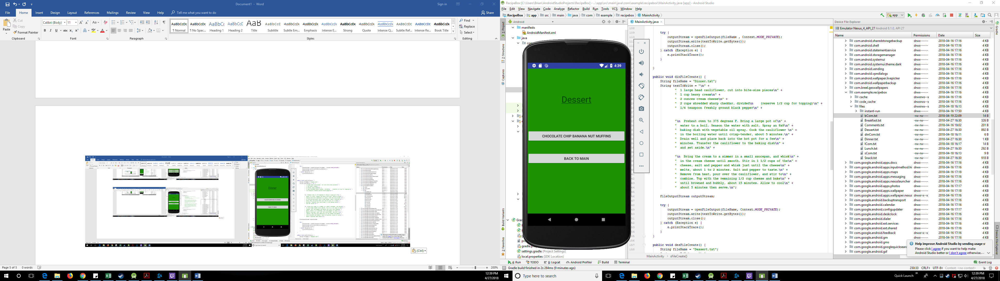 Document1 - Word
Sign in
File Home Insert Design Layout References Mailings Review View Help Tell me what you want to do
Share
Paste
Cut
Copy
Format Painter
Clipboard
Calibri (Body) 11
Font
Paragraph
¶ Normal ¶ No Spac... Heading 1 Heading 2 Title Subtitle Subtle Em... Emphasis Intense E... Strong Quote Intense Q... Subtle Ref... Intense Re... Book Title
Styles
Find
Replace
Select
Editing
(Ctrl)
Page 5 of 5 0 words
200%
12:39 PM
4/27/2018
RecipeBox [C:\Users\Brian\AndroidStudioProjects\RecipeBox] - ...\app\src\main\java\com\example\recipebox\MainActivity.java [app] - Android Studio
File Edit View Navigate Code Analyze Refactor Build Run Tools VCS Window Help
RecipeBox app src main java com example recipebox MainActivity
app
1: Project
7: Structure
Captures
Build Variants
2: Favorites
Android
manifests
AndroidManifest.xml
java
settings.gradle (Project Settings)
local.properties (SDK Location)
4:39
Dessert
CHOCOLATE CHIP BANANA NUT MUFFINS
BACK TO MAIN
MainActivity.java
try {
outputStream = openFileOutput(fileName , Context.MODE_PRIVATE);
outputStream.write(textToWrite.getBytes());
outputStream.close();
} catch (Exception e) {
e.printStackTrace();
}
}
public void dinFileCreate() {
String fileName = "Dinner.txt";
String textToWrite = "\n" +
"  1 large head cauliflower, cut into bite-size pieces\n" +
"  1 cup heavy cream\n" +
"  2 ounces cream cheese\n" +
"  2 cups shredded sharp cheddar, divided\n    (reserve 1/2 cup for topping)\n" +
"  1/4 teaspoon freshly ground black pepper\n" +
"\n  Preheat oven to 375 degrees F. Bring a large pot of\n" +
"  water to a boil. Season the water with salt. Spray an 8x8\n" +
"  baking dish with vegetable oil spray. Cook the cauliflower \n" +
"  in the boiling water until crisp-tender, about 5 minutes.\n" +
"  Drain well and place back into the hot pot for a few\n" +
"  minutes. Transfer the cauliflower to the baking dish\n" +
"  and set aside.\n" +
"\n  Bring the cream to a simmer in a small saucepan, and whisk\n" +
"  in the cream cheese until smooth. Stir in 1 1/2 cups of the\n" +
"  cheese, salt and pepper and whisk just until the cheese\n" +
"  melts, about 1 to 2 minutes. Salt and pepper to taste.\n" +
"  Remove from heat, pour over the cauliflower, and stir to\n" +
"  combine. Top with the remaining 1/2 cup cheese and bake\n" +
"  until browned and bubbly, about 15 minutes. Allow to cool\n" +
"  about 5 minutes then serve.\n";
FileOutputStream outputStream;
try {
outputStream = openFileOutput(fileName, Context.MODE_PRIVATE);
outputStream.write(textToWrite.getBytes());
outputStream.close();
} catch (Exception e) {
e.printStackTrace();
}
}
public void desFileCreate() {
String fileName = "Dessert.txt";
MainActivity sFileCreate()
Device File Explorer
Emulator Nexus_4_API_27 Android 8.1.0, API 27
Name Permissions Date Size
com.android.sharedstoragebackup drwx------ 2018-04-16 17:16 4 KB
com.android.shell drwx------ 2018-04-16 17:16 4 KB
com.android.statementservice drwx------ 2018-04-16 17:16 4 KB
com.android.storagemanager drwx------ 2018-04-16 17:16 4 KB
com.android.systemui drwx------ 2018-04-16 17:16 4 KB
com.android.systemui.theme.dark drwx------ 2018-04-16 17:16 4 KB
com.android.vending drwx------ 2018-04-16 17:16 4 KB
com.android.vpndialogs drwx------ 2018-04-16 17:16 4 KB
com.android.wallpaper.livepicker drwx------ 2018-04-16 17:16 4 KB
com.android.wallpaperbackup drwx------ 2018-04-16 17:16 4 KB
com.breel.geswallpapers drwx------ 2018-04-16 17:16 4 KB
com.example.recipebox drwx------ 2018-04-16 17:16 4 KB
cache drwxrws--x 2018-04-16 17:16 4 KB
code_cache drwxrws--x 2018-04-16 17:16 4 KB
files drwxrwx--x 2018-04-18 16:13 4 KB
instant-run drwx------ 2018-04-16 17:50 4 KB
bCom.txt -rw-rw---- 2018-04-19 22:09 14 B
Breakfast.txt -rw-rw---- 2018-04-27 16:30 326 B
Comments.txt -rw-rw---- 2018-04-16 19:02 201 B
Dessert.txt -rw-rw---- 2018-04-27 16:30 892 B
dinCom.txt -rw-rw---- 2018-04-18 16:11 6 B
Dinner.txt -rw-rw---- 2018-04-27 16:30 1 KB
lCom.txt -rw-rw---- 2018-04-18 16:17 14 B
Lunch.txt -rw-rw---- 2018-04-27 16:30 292 B
sCom.txt -rw-rw---- 2018-04-18 16:13 9 B
Snack.txt -rw-rw---- 2018-04-27 16:30 918 B
com.google.android.apps.docs drwx------ 2018-04-16 17:16 4 KB
com.google.android.apps.inputmethod.hi drwx------ 2018-04-16 17:16 4 KB
com.google.android.apps.maps drwx------ 2018-04-16 17:18 4 KB
com.google.android.apps.messaging drwx------ 2018-04-16 17:16 4 KB
com.google.android.apps.nexuslauncher drwx------ 2018-04-16 17:16 4 KB
com.google.android.apps.photos drwx------ 2018-04-16 17:17 4 KB
com.google.android.apps.wallpaper drwx------ 2018-04-16 17:18 4 KB
com.google.android.apps.wallpaper.nexus drwxr-x--x 2018-04-16 17:16 4 KB
com.google.android.backuptransport drwx------ 2018-04-16 17:16 4 KB
com.google.android.calendar drwx------ 2018-04-16 17:16 4 KB
com.google.android.configupdater drwx------ 2018-04-16 17:17 4 KB
com.google.android.deskclock drwx------ 2018-04-16 17:16 4 KB
com.google.android.dialer drwx------ 2018-04-16 17:16 4 KB
com.google.android.ext.services drwx------ 2018-04-16 17:16 4 KB
com.google.android.ext.shared drwx------ 2018-04-16 17:16 4 KB
com.google.android.feedback drwxr-x--x 2018-04-16 17:16 4 KB
com.google.android.gm drwx------ 2018-04-16 17:16 4 KB
com.google.android.gms
com.google.android.googlequicksear
com.google.android.gsf
Gradle
Device File Explorer
Help improve Android Studio by sending usage s
Please click I agree if you want to help make
Android Studio better or I don't agree otherwise....
4: Run TODO 6: Logcat Android Profiler Build Terminal
Event Log
Gradle build finished in 2s 284ms (9 minutes ago)
230:33 CRLF UTF-8 Context: <no context>
Type here to search
Quick Launch
12:39 PM
4/27/2018